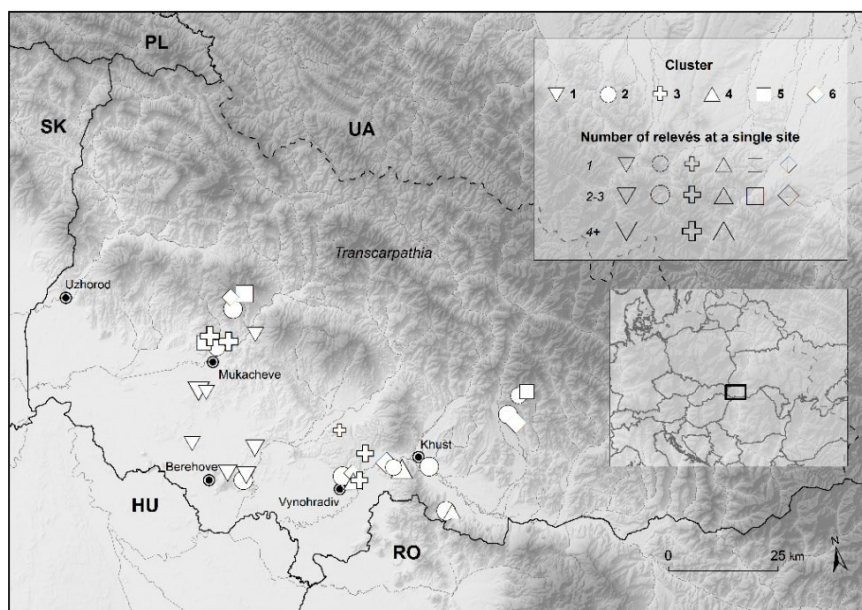 PL
SK
UA
Cluster
1 2 3 4 5 6
Number of relevés at a single site
1
2-3
4+
Transcarpathia
Uzhorod
Mukacheve
Berehove
Khust
Vynohradiv
HU
RO
N
0 25 km